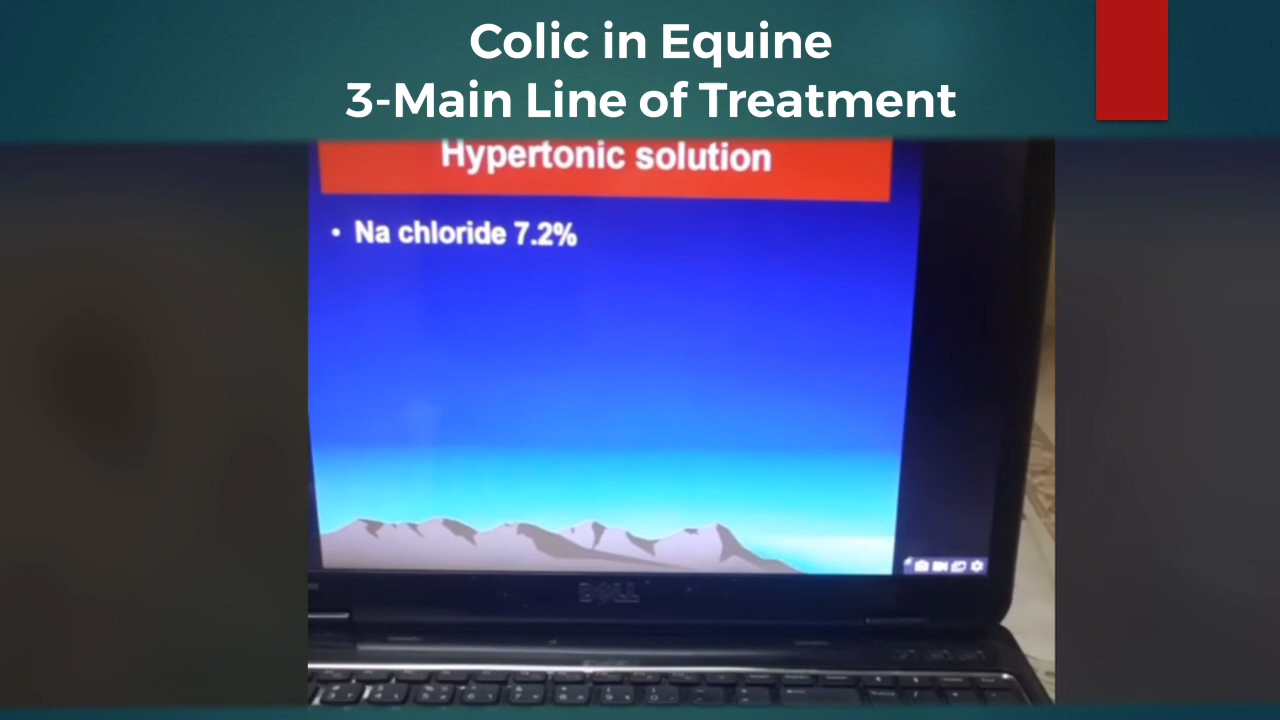 Colic in Equine
3-Main Line of Treatment
Hypertonic solution
• Na chloride 7.2%
DELL